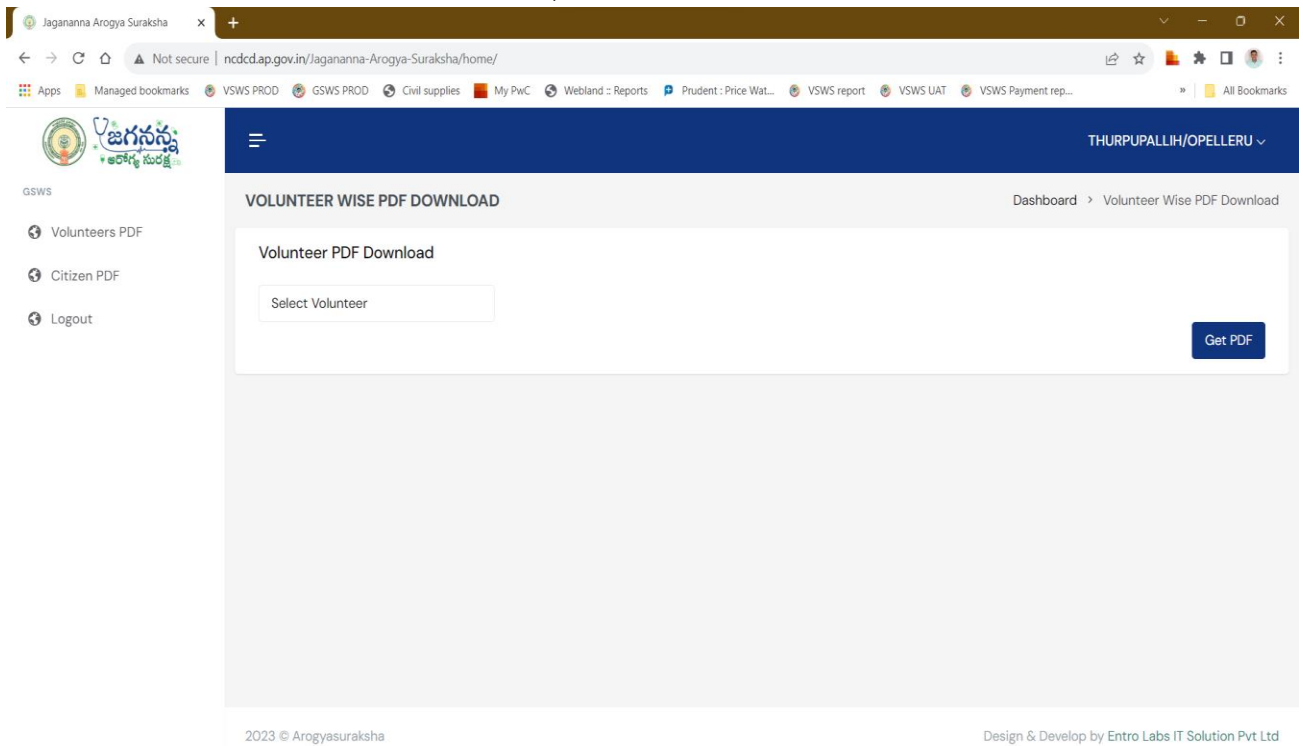 Jagananna Arogya Suraksha
Not secure | ncdcd.ap.gov.in/Jagananna-Arogya-Suraksha/home/
Apps Managed bookmarks VSWS PROD GSWS PROD Civil supplies My PwC Webland :: Reports Prudent : Price Wat... VSWS report VSWS UAT VSWS Payment rep... » All Bookmarks
జగనన్న
ఆరోగ్య సురక్ష
THURPUPALLIH/OPELLERU
GSWS
VOLUNTEER WISE PDF DOWNLOAD
Dashboard > Volunteer Wise PDF Download
Volunteers PDF
Volunteer PDF Download
Citizen PDF
Select Volunteer
Logout
Get PDF
2023 © Arogyasuraksha
Design & Develop by Entro Labs IT Solution Pvt Ltd